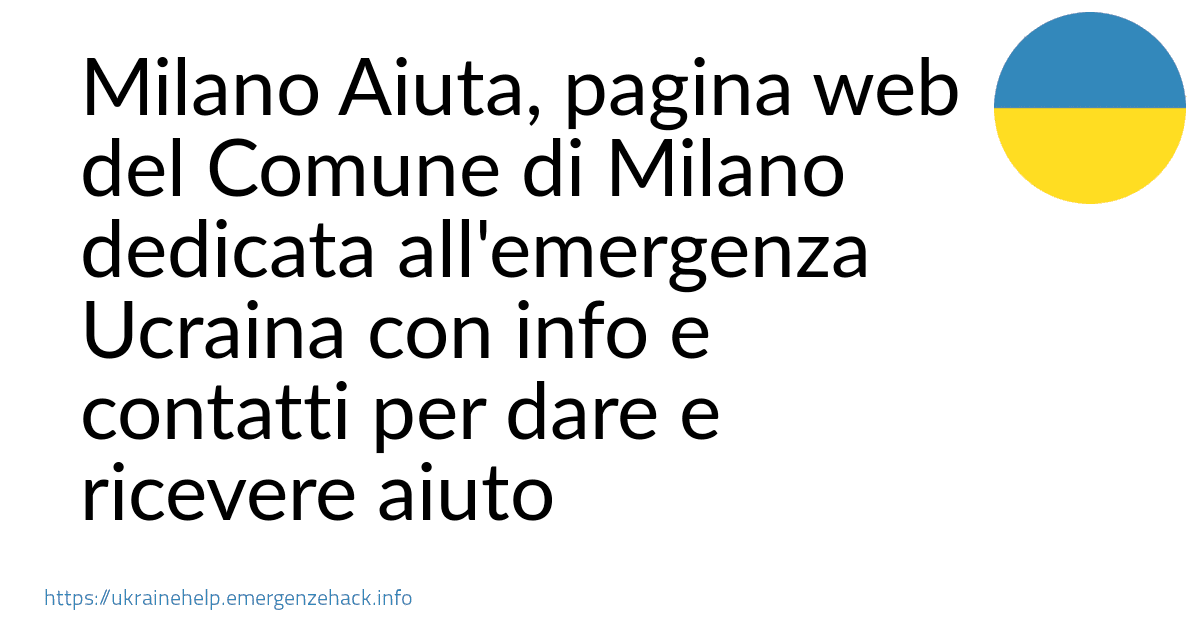 Milano Aiuta, pagina web
del Comune di Milano
dedicata all'emergenza
Ucraina con info e
contatti per dare e
ricevere aiuto
https://ukrainehelp.emergenzehack.info